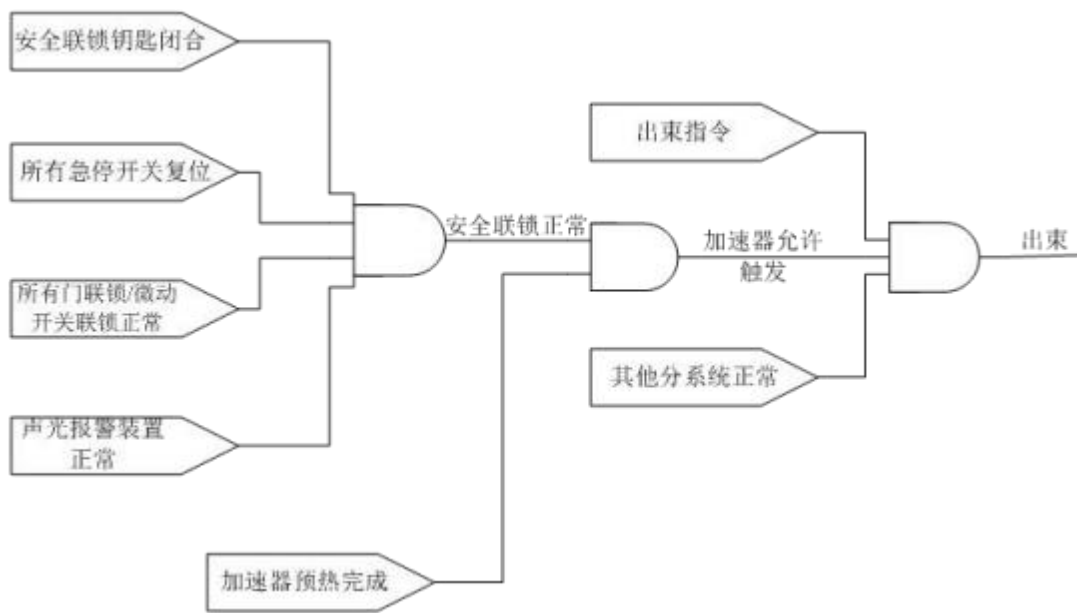 安全联锁钥匙闭合
所有急停开关复位
所有门联锁/微动
开关联锁正常
声光报警装置
正常
加速器预热完成
安全联锁正常
出束指令
加速器允许
触发
其他分系统正常
出束